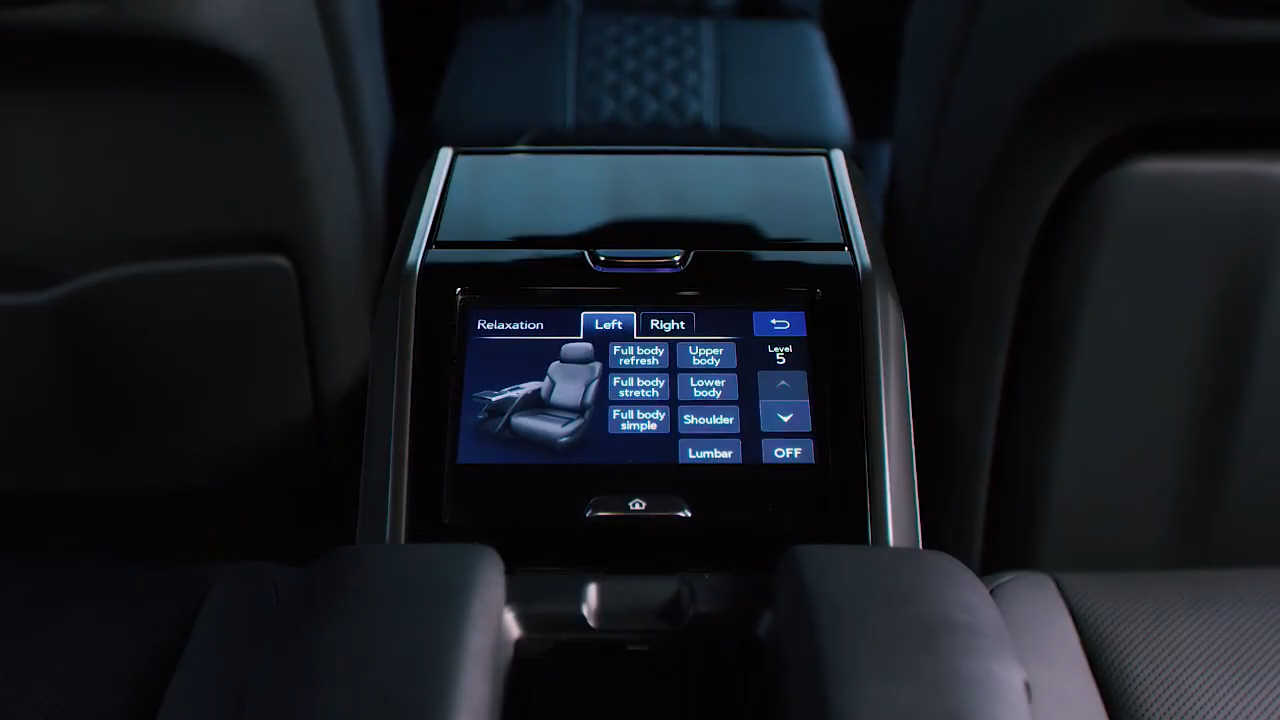 Relaxation
Left
Right
Level
5
Full body
refresh
Upper
body
Full body
stretch
Lower
body
Full body
simple
Shoulder
Lumbar
OFF